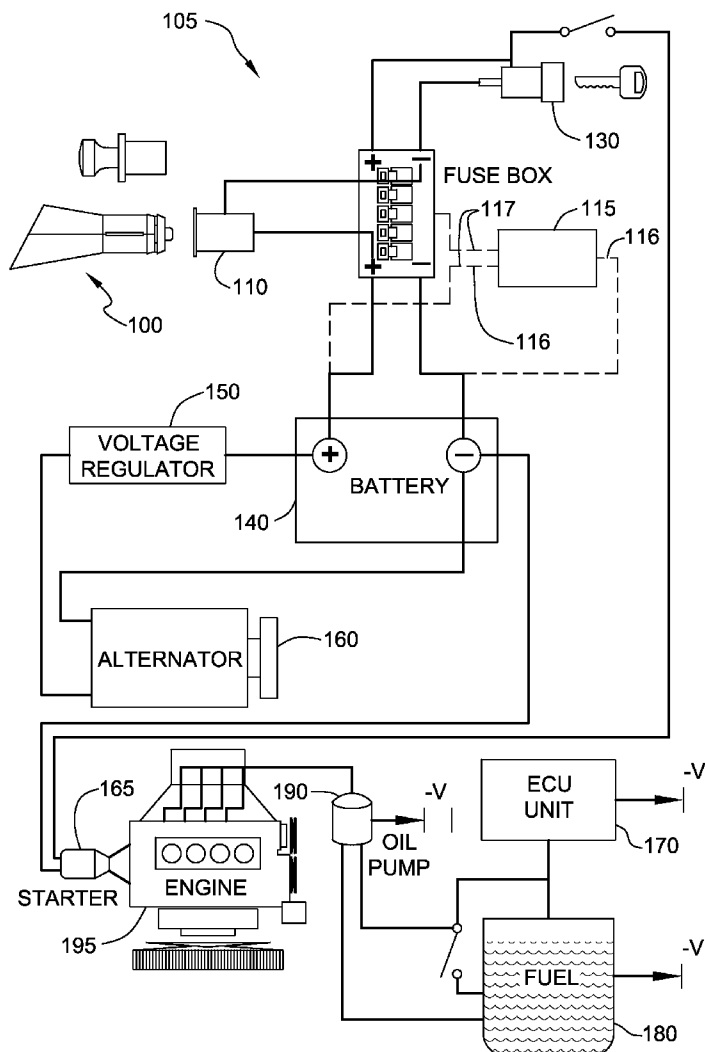 105
130
+ −
FUSE BOX
117
115
116
110
+ −
100
116
150
VOLTAGE
REGULATOR
+
−
BATTERY
140
ALTERNATOR
160
165
190
-V
ECU
UNIT
-V
OIL
PUMP
170
STARTER
ENGINE
195
FUEL
-V
180